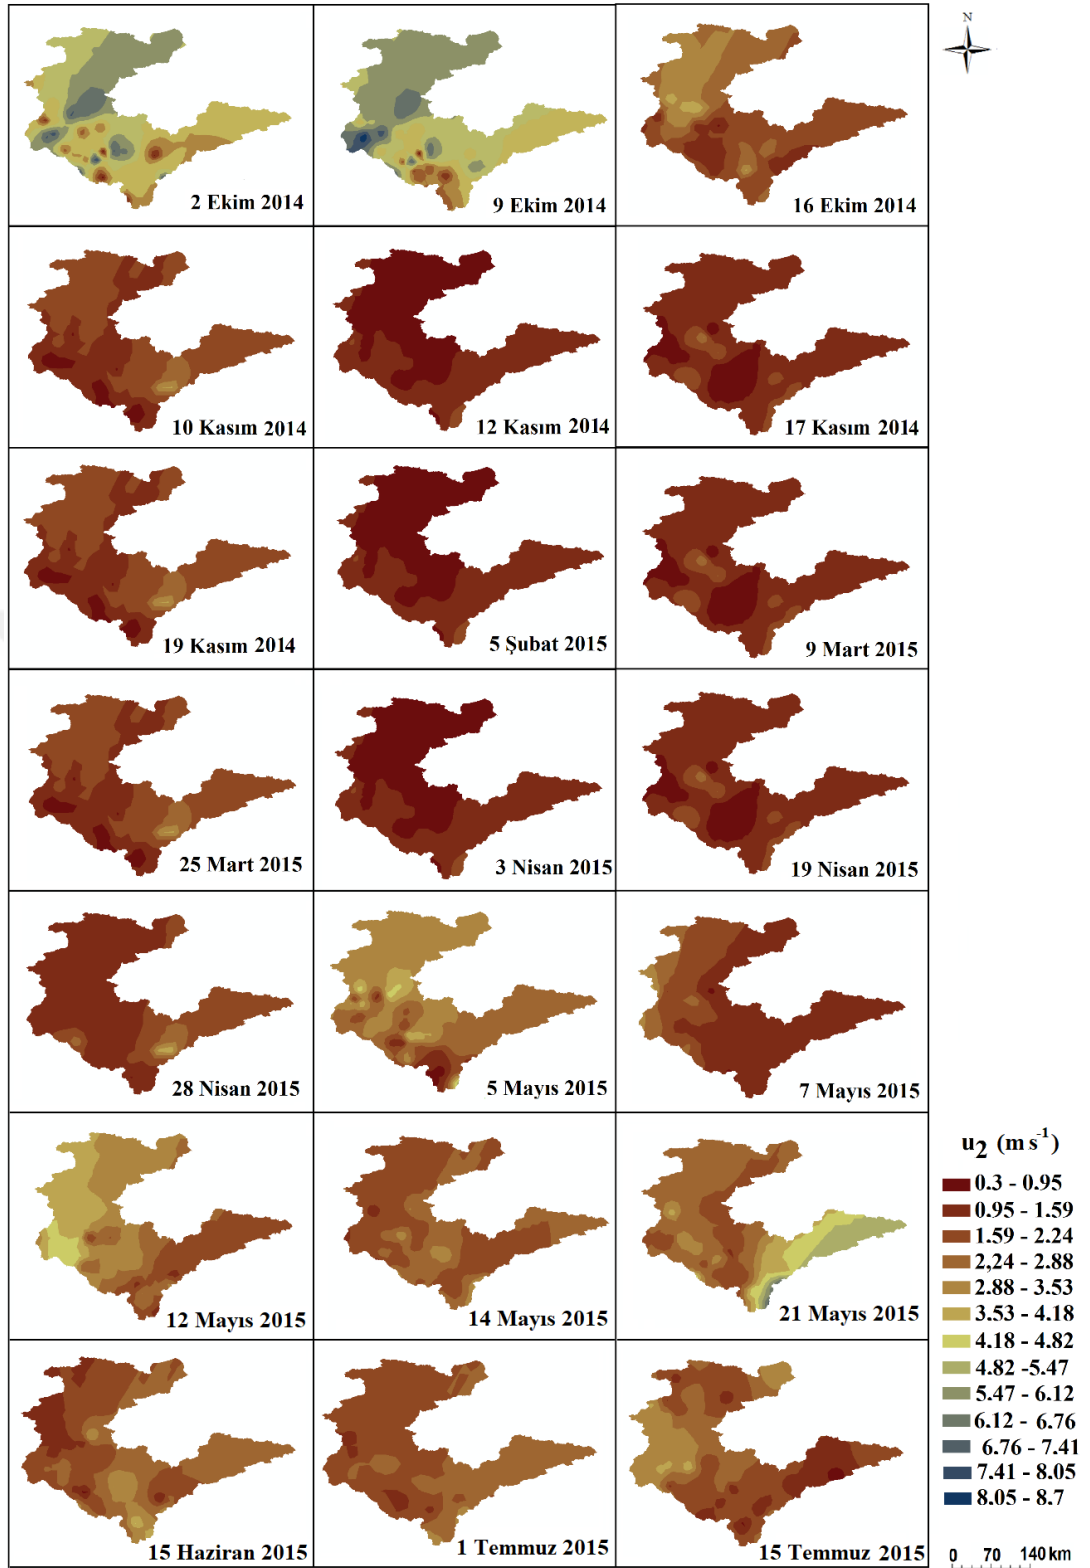 N
2 Ekim 2014
9 Ekim 2014
16 Ekim 2014
10 Kasım 2014
12 Kasım 2014
17 Kasım 2014
19 Kasım 2014
5 Şubat 2015
9 Mart 2015
25 Mart 2015
3 Nisan 2015
19 Nisan 2015
28 Nisan 2015
5 Mayıs 2015
7 Mayıs 2015
12 Mayıs 2015
14 Mayıs 2015
21 Mayıs 2015
15 Haziran 2015
1 Temmuz 2015
15 Temmuz 2015
u2 (m s-1)
0.3 - 0.95
0.95 - 1.59
1.59 - 2.24
2,24 - 2.88
2.88 - 3.53
3.53 - 4.18
4.18 - 4.82
4.82 -5.47
5.47 - 6.12
6.12 - 6.76
6.76 - 7.41
7.41 - 8.05
8.05 - 8.7
0 70 140 km